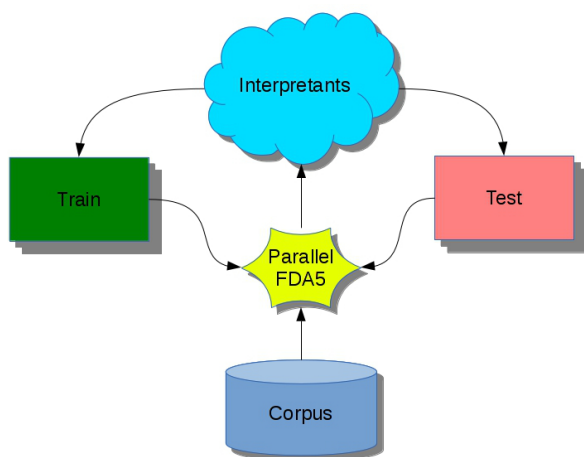 Interpretants
Train
Test
Parallel
FDA5
Corpus